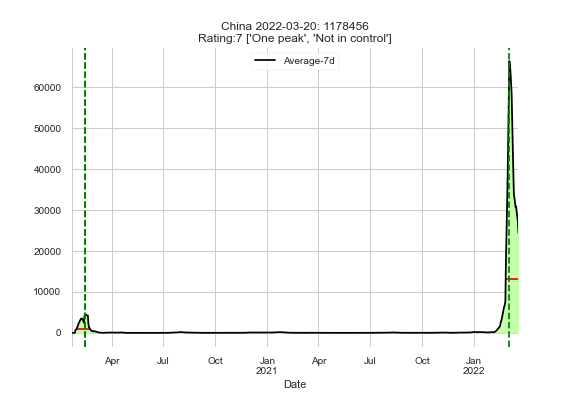 China 2022-03-20: 1178456
Rating:7 ['One peak', 'Not in control']
Average-7d
60000
50000
40000
30000
20000
10000
0
Apr
Jul
Oct
Jan
2021
Apr
Jul
Oct
Jan
2022
Date